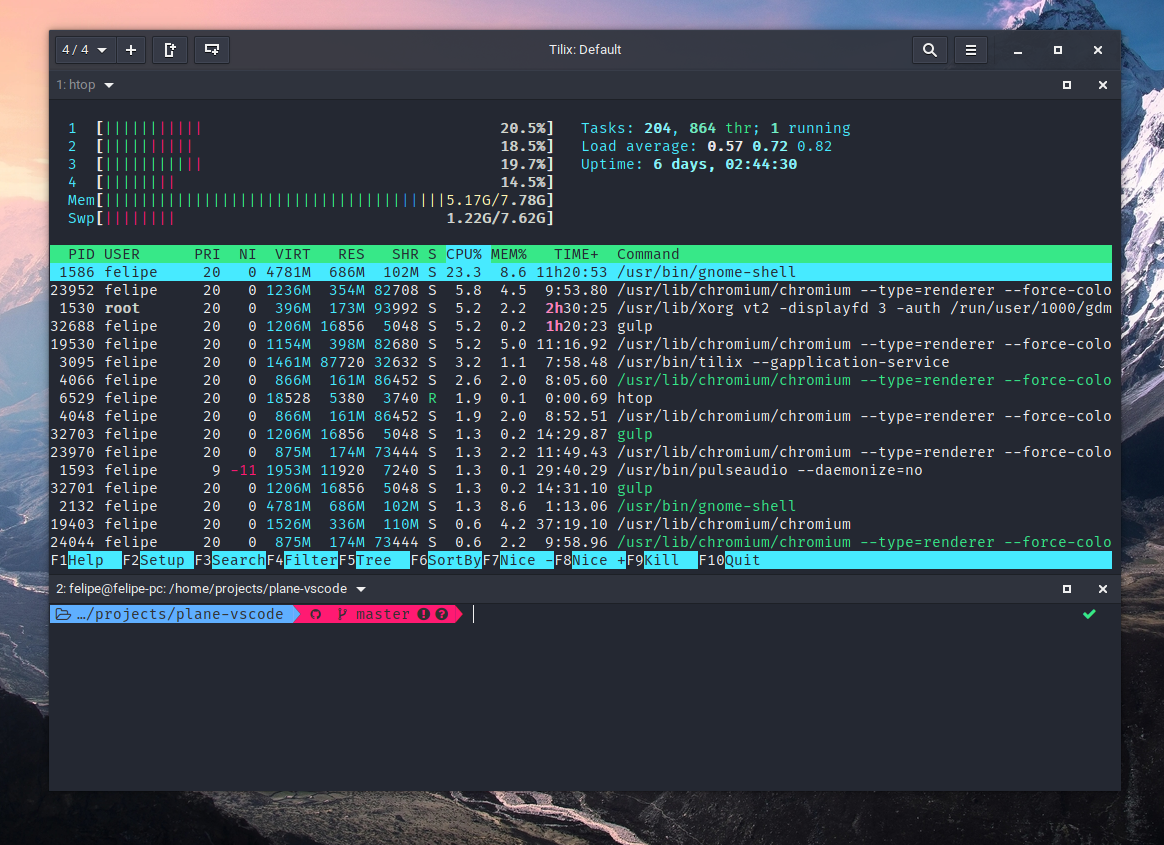 4 / 4 + Tilix: Default
1: htop
1 [||||||||||| 20.5%] Tasks: 204, 864 thr; 1 running
2 [|||||||||| 18.5%] Load average: 0.57 0.72 0.82
3 [||||||||||| 19.7%] Uptime: 6 days, 02:44:30
4 [|||||||| 14.5%]
Mem[||||||||||||||||||||||||||||||||||||||5.17G/7.78G]
Swp[|||||||| 1.22G/7.62G]
PID USER PRI NI VIRT RES SHR S CPU% MEM% TIME+ Command
1586 felipe 20 0 4781M 686M 102M S 23.3 8.6 11h20:53 /usr/bin/gnome-shell
23952 felipe 20 0 1236M 354M 82708 S 5.8 4.5 9:53.80 /usr/lib/chromium/chromium --type=renderer --force-colo
1530 root 20 0 396M 173M 93992 S 5.2 2.2 2h30:25 /usr/lib/Xorg vt2 -displayfd 3 -auth /run/user/1000/gdm
32688 felipe 20 0 1206M 16856 5048 S 5.2 0.2 1h20:23 gulp
19530 felipe 20 0 1154M 398M 82680 S 5.2 5.0 11:16.92 /usr/lib/chromium/chromium --type=renderer --force-colo
3095 felipe 20 0 1461M 87720 32632 S 3.2 1.1 7:58.48 /usr/bin/tilix --gapplication-service
4066 felipe 20 0 866M 161M 86452 S 2.6 2.0 8:05.60 /usr/lib/chromium/chromium --type=renderer --force-colo
6529 felipe 20 0 18528 5380 3740 R 1.9 0.1 0:00.69 htop
4048 felipe 20 0 866M 161M 86452 S 1.9 2.0 8:52.51 /usr/lib/chromium/chromium --type=renderer --force-colo
32703 felipe 20 0 1206M 16856 5048 S 1.3 0.2 14:29.87 gulp
23970 felipe 20 0 875M 174M 73444 S 1.3 2.2 11:49.43 /usr/lib/chromium/chromium --type=renderer --force-colo
1593 felipe 9 -11 1953M 11920 7240 S 1.3 0.1 29:40.29 /usr/bin/pulseaudio --daemonize=no
32701 felipe 20 0 1206M 16856 5048 S 1.3 0.2 14:31.10 gulp
2132 felipe 20 0 4781M 686M 102M S 1.3 8.6 1:13.06 /usr/bin/gnome-shell
19403 felipe 20 0 1526M 336M 110M S 0.6 4.2 37:19.10 /usr/lib/chromium/chromium
24044 felipe 20 0 875M 174M 73444 S 0.6 2.2 9:58.96 /usr/lib/chromium/chromium --type=renderer --force-colo
F1Help F2Setup F3SearchF4FilterF5Tree F6SortByF7Nice -F8Nice +F9Kill F10Quit
2: felipe@felipe-pc: /home/projects/plane-vscode
…/projects/plane-vscode master ! ?